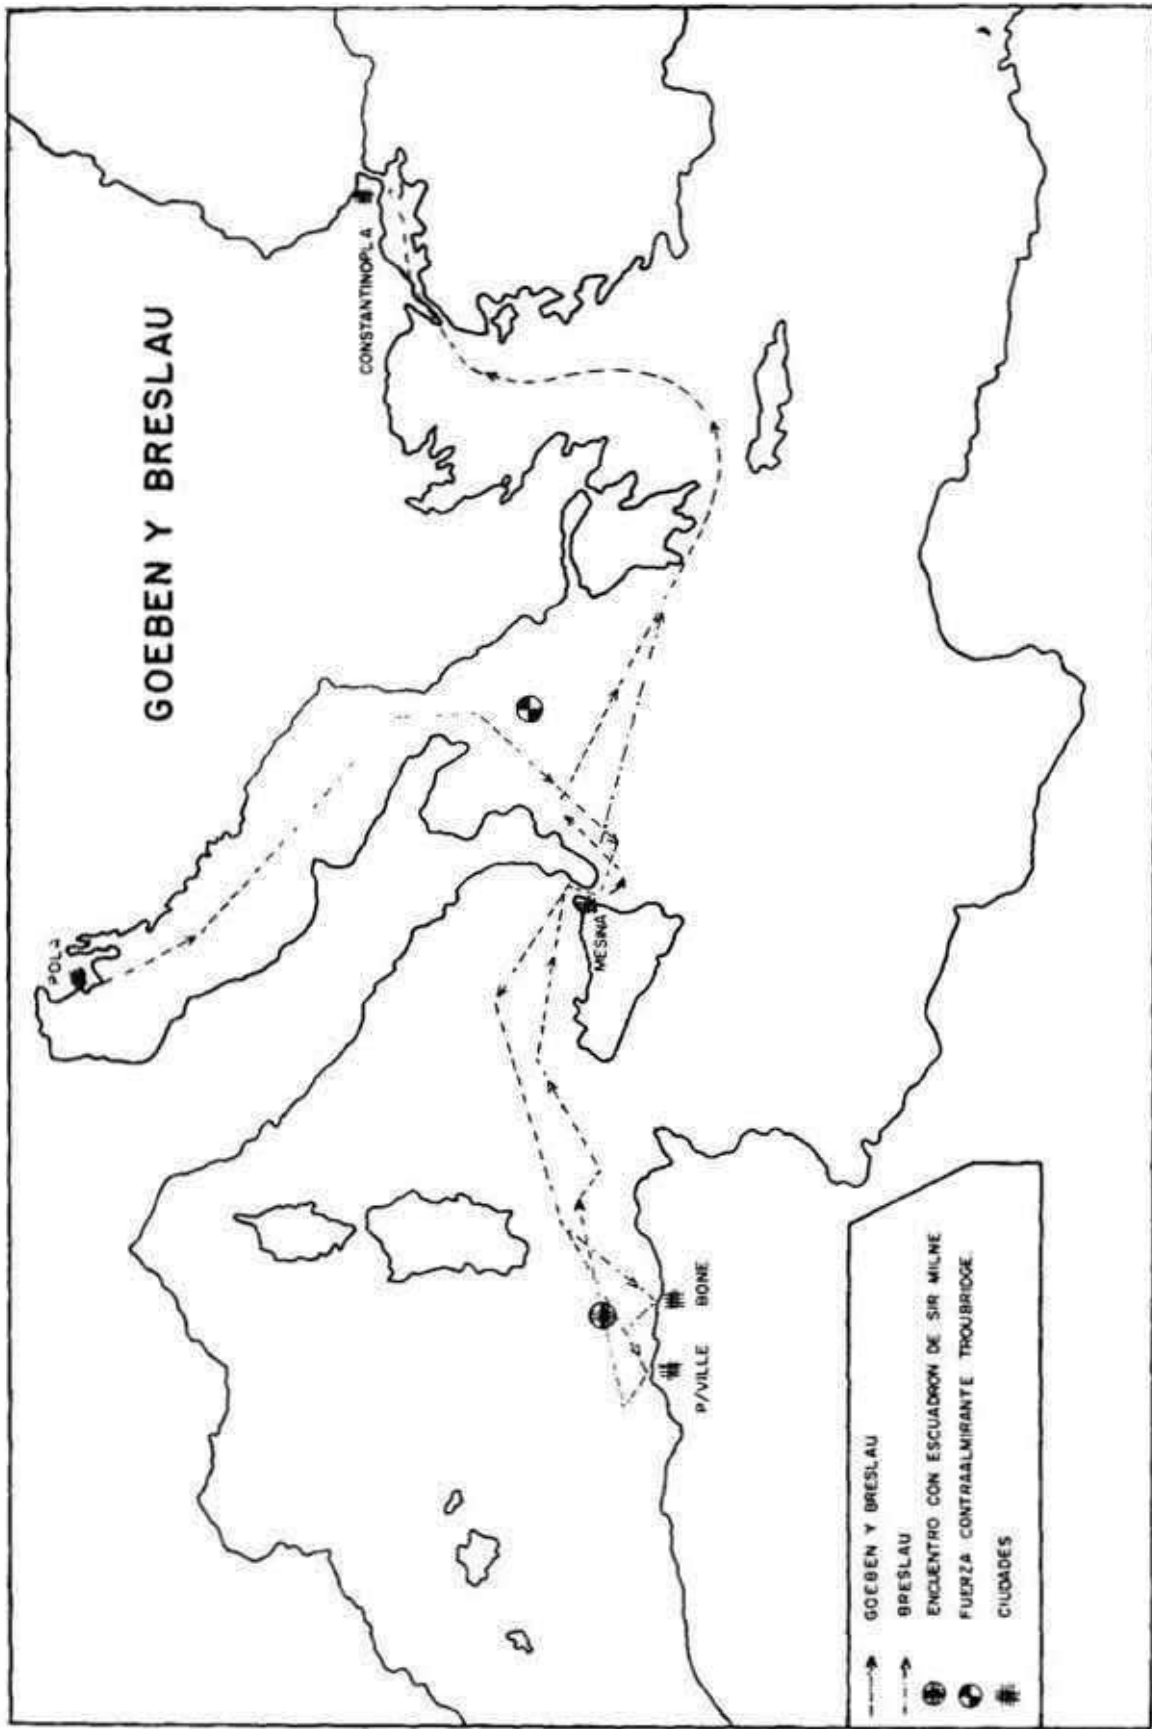 GOEBEN Y BRESLAU
CONSTANTINOPLA
POLA
MESINA
P/VILLE
BONE
GOEBEN Y BRESLAU
BRESLAU
ENCUENTRO CON ESCUADRON DE SIR MILNE
FUERZA CONTRAALMIRANTE TROUBRIDGE
CIUDADES